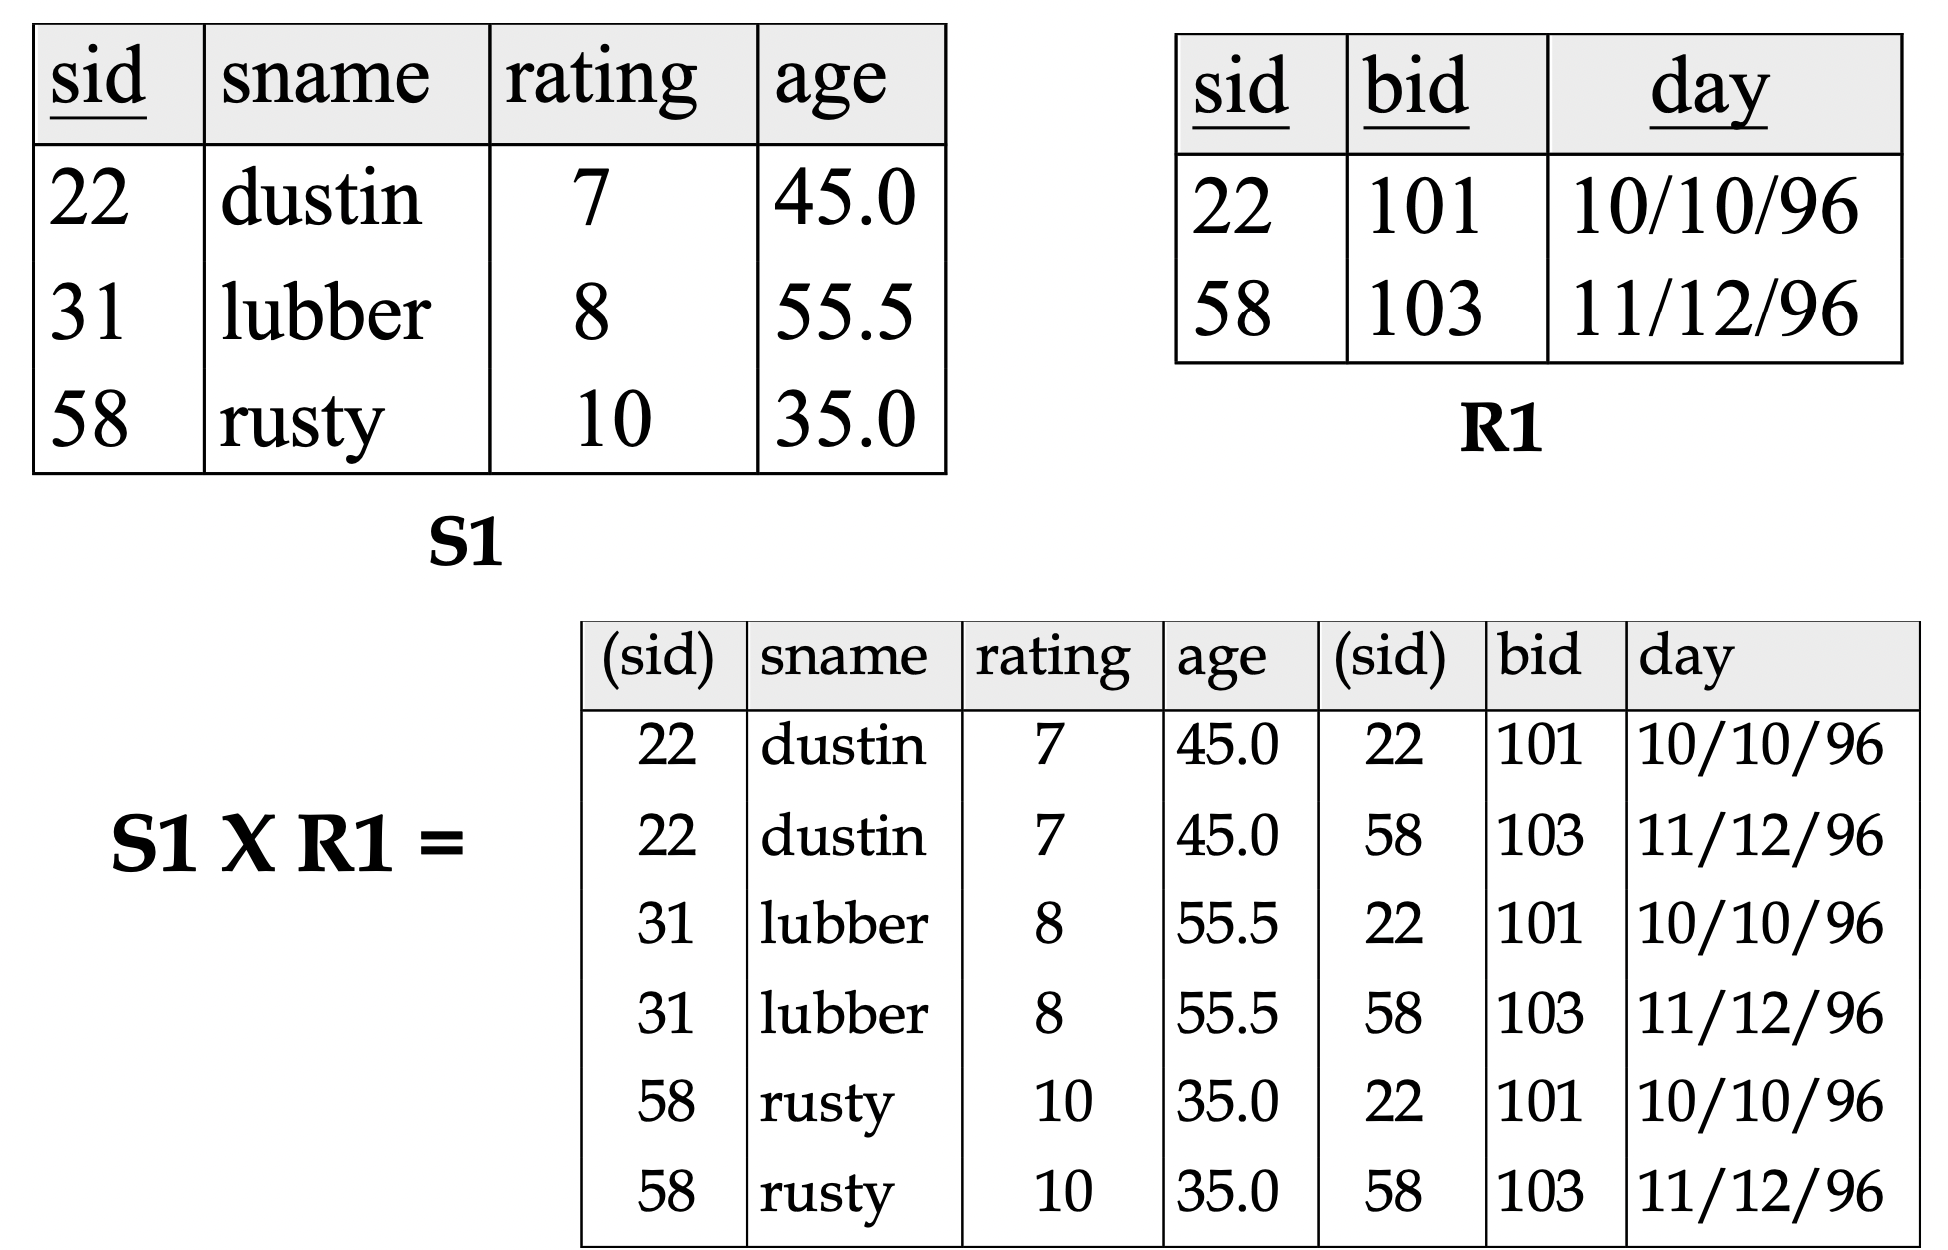 sid sname rating age
22 dustin 7 45.0
31 lubber 8 55.5
58 rusty 10 35.0
S1
sid bid day
22 101 10/10/96
58 103 11/12/96
R1
S1 X R1 =
(sid) sname rating age (sid) bid day
22 dustin 7 45.0 22 101 10/10/96
22 dustin 7 45.0 58 103 11/12/96
31 lubber 8 55.5 22 101 10/10/96
31 lubber 8 55.5 58 103 11/12/96
58 rusty 10 35.0 22 101 10/10/96
58 rusty 10 35.0 58 103 11/12/96